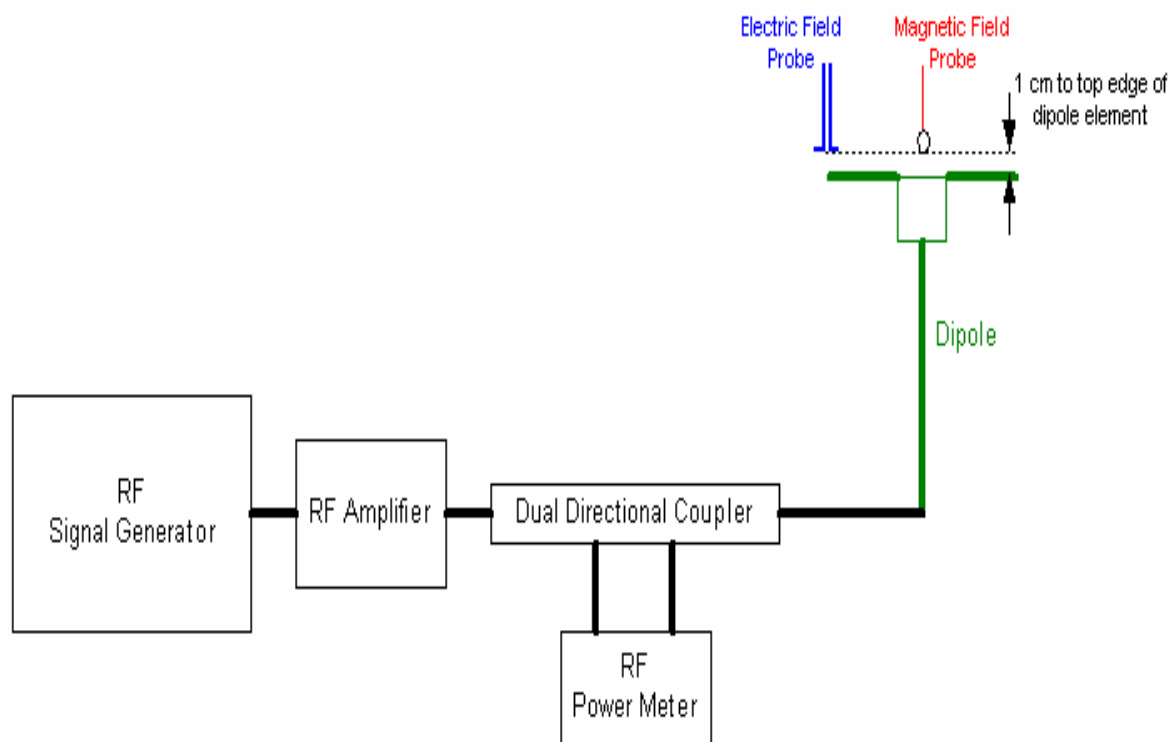 Electric Field
Probe
Magnetic Field
Probe
1 cm to top edge of
dipole element
Dipole
RF
Signal Generator
RF Amplifier
Dual Directional Coupler
RF
Power Meter